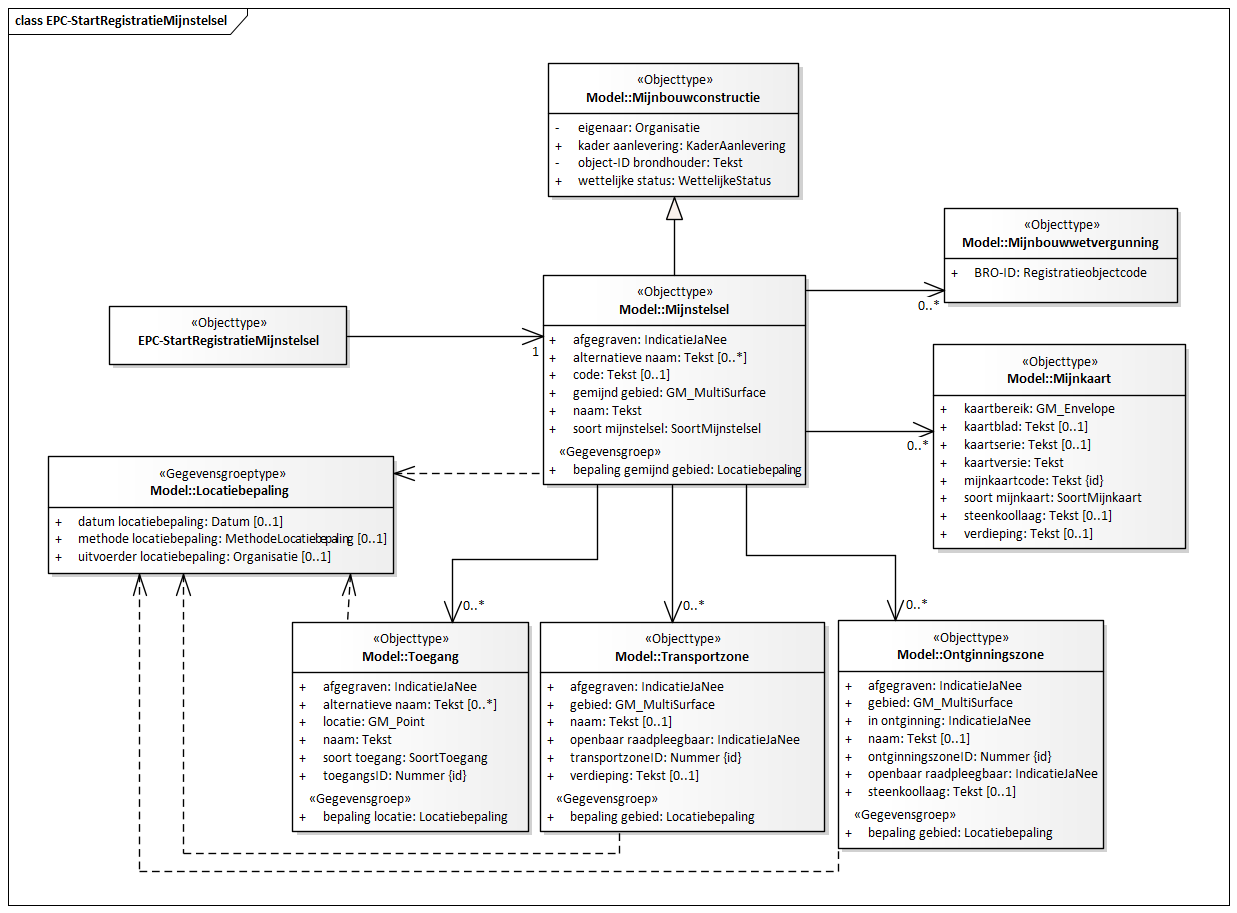 class EPC-StartRegistratieMijnstelsel
«Objecttype»
Model::Mijnbouwconstructie
- eigenaar: Organisatie
+ kader aanlevering: KaderAanlevering
- object-ID brondhouder: Tekst
+ wettelijke status: WettelijkeStatus
«Objecttype»
Model::Mijnbouwwetvergunning
+ BRO-ID: Registratieobjectcode
0..*
«Objecttype»
EPC-StartRegistratieMijnstelsel
1
«Objecttype»
Model::Mijnstelsel
+ afgegraven: IndicatieJaNee
+ alternatieve naam: Tekst [0..*]
+ code: Tekst [0..1]
+ gemijnd gebied: GM_MultiSurface
+ naam: Tekst
+ soort mijnstelsel: SoortMijnstelsel
«Gegevensgroep»
+ bepaling gemijnd gebied: Locatiebepaling
0..*
«Objecttype»
Model::Mijnkaart
+ kaartbereik: GM_Envelope
+ kaartblad: Tekst [0..1]
+ kaartserie: Tekst [0..1]
+ kaartversie: Tekst
+ mijnkaartcode: Tekst {id}
+ soort mijnkaart: SoortMijnkaart
+ steenkoollaag: Tekst [0..1]
+ verdieping: Tekst [0..1]
«Gegevensgroeptype»
Model::Locatiebepaling
+ datum locatiebepaling: Datum [0..1]
+ methode locatiebepaling: MethodeLocatiebepaling [0..1]
+ uitvoerder locatiebepaling: Organisatie [0..1]
0..*
0..*
0..*
«Objecttype»
Model::Toegang
+ afgegraven: IndicatieJaNee
+ alternatieve naam: Tekst [0..*]
+ locatie: GM_Point
+ naam: Tekst
+ soort toegang: SoortToegang
+ toegangsID: Nummer {id}
«Gegevensgroep»
+ bepaling locatie: Locatiebepaling
«Objecttype»
Model::Transportzone
+ afgegraven: IndicatieJaNee
+ gebied: GM_MultiSurface
+ naam: Tekst [0..1]
+ openbaar raadpleegbaar: IndicatieJaNee
+ transportzoneID: Nummer {id}
+ verdieping: Tekst [0..1]
«Gegevensgroep»
+ bepaling gebied: Locatiebepaling
«Objecttype»
Model::Ontginningszone
+ afgegraven: IndicatieJaNee
+ gebied: GM_MultiSurface
+ in ontginning: IndicatieJaNee
+ naam: Tekst [0..1]
+ ontginningszoneID: Nummer {id}
+ openbaar raadpleegbaar: IndicatieJaNee
+ steenkoollaag: Tekst [0..1]
«Gegevensgroep»
+ bepaling gebied: Locatiebepaling